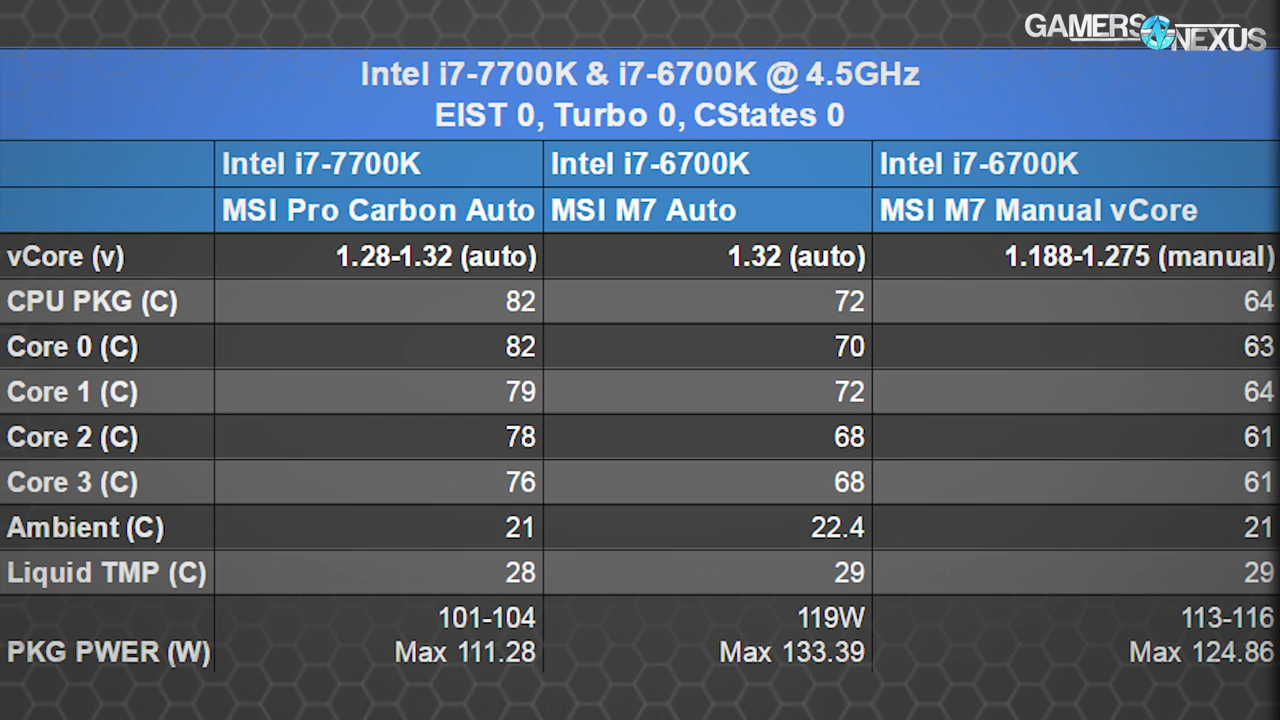 GAMERS NEXUS
Intel i7-7700K & i7-6700K @ 4.5GHz
EIST 0, Turbo 0, CStates 0
Intel i7-7700K Intel i7-6700K Intel i7-6700K
MSI Pro Carbon Auto MSI M7 Auto MSI M7 Manual vCore
vCore (v) 1.28-1.32 (auto) 1.32 (auto) 1.188-1.275 (manual)
CPU PKG (C) 82 72 64
Core 0 (C) 82 70 63
Core 1 (C) 79 72 64
Core 2 (C) 78 68 61
Core 3 (C) 76 68 61
Ambient (C) 21 22.4 21
Liquid TMP (C) 28 29 29
101-104 119W 113-116
PKG PWER (W) Max 111.28 Max 133.39 Max 124.86